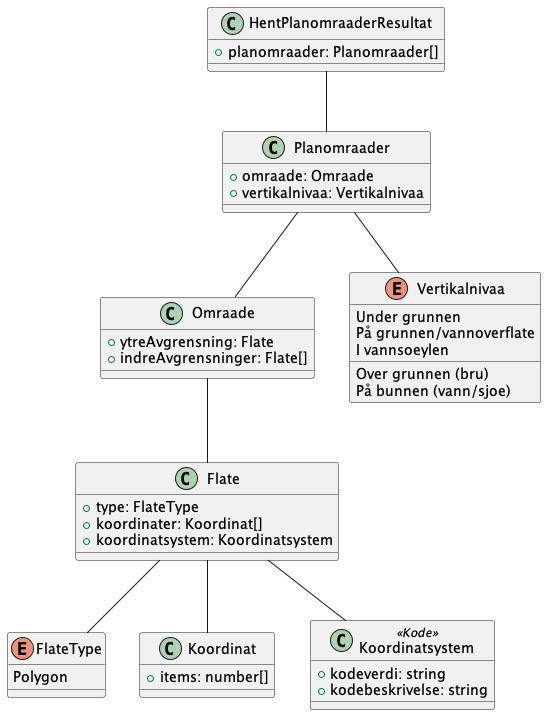 C HentPlanomraaderResultat
planomraader: Planomraader[]
C Planomraader
omraade: Omraade
vertikalnivaa: Vertikalnivaa
C Omraade
ytreAvgrensning: Flate
indreAvgrensninger: Flate[]
E Vertikalnivaa
Under grunnen
På grunnen/vannoverflate
I vannsoeylen
Over grunnen (bru)
På bunnen (vann/sjoe)
C Flate
type: FlateType
koordinater: Koordinat[]
koordinatsystem: Koordinatsystem
E FlateType
Polygon
C Koordinat
items: number[]
C «Kode»
Koordinatsystem
kodeverdi: string
kodebeskrivelse: string